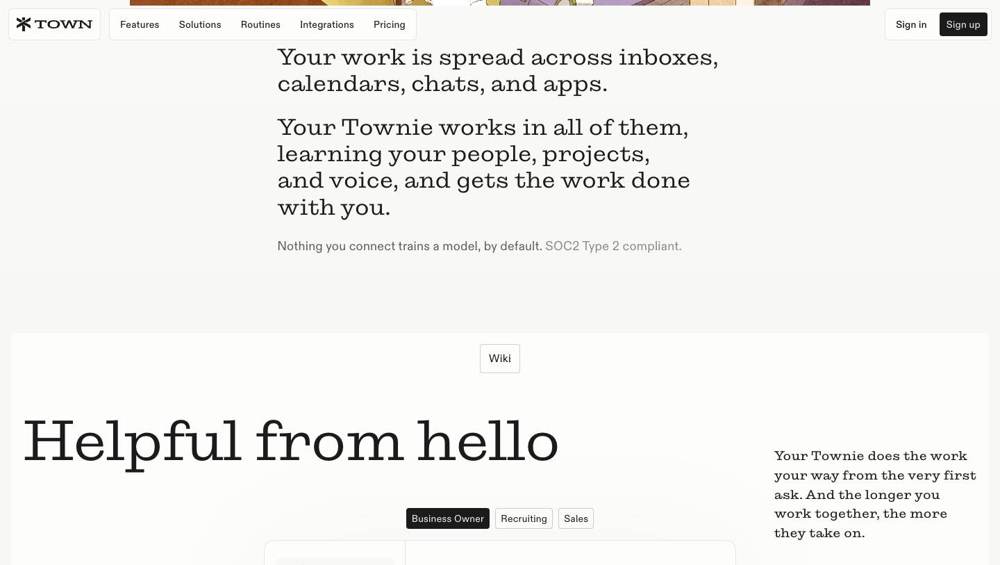 TOWN
Features
Solutions
Routines
Integrations
Pricing
Sign in
Sign up
Your work is spread across inboxes,
calendars, chats, and apps.
Your Townie works in all of them,
learning your people, projects,
and voice, and gets the work done
with you.
Nothing you connect trains a model, by default. SOC2 Type 2 compliant.
Wiki
Helpful from hello
Your Townie does the work
your way from the very first
ask. And the longer you
work together, the more
they take on.
Business Owner
Recruiting
Sales